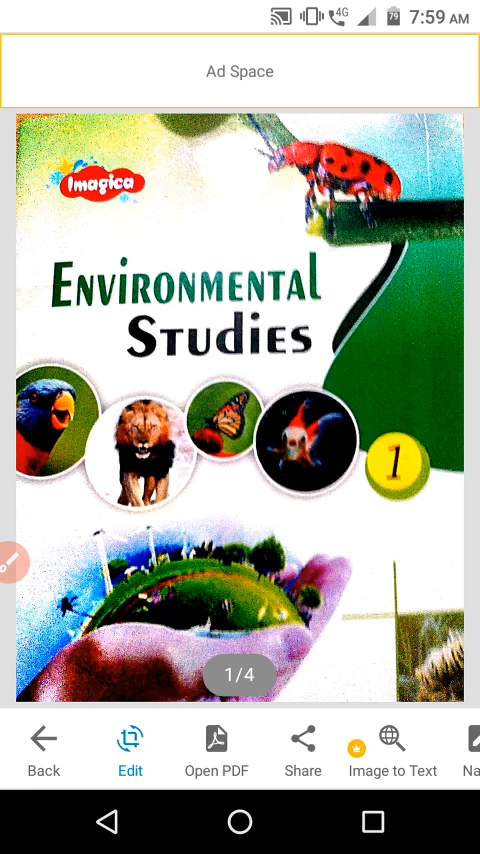 4G
79
7:59 AM
Ad Space
Imagica
ENVIRONMENTAL
STUDIES
1
1/4
Back
Edit
Open PDF
Share
Image to Text
Na